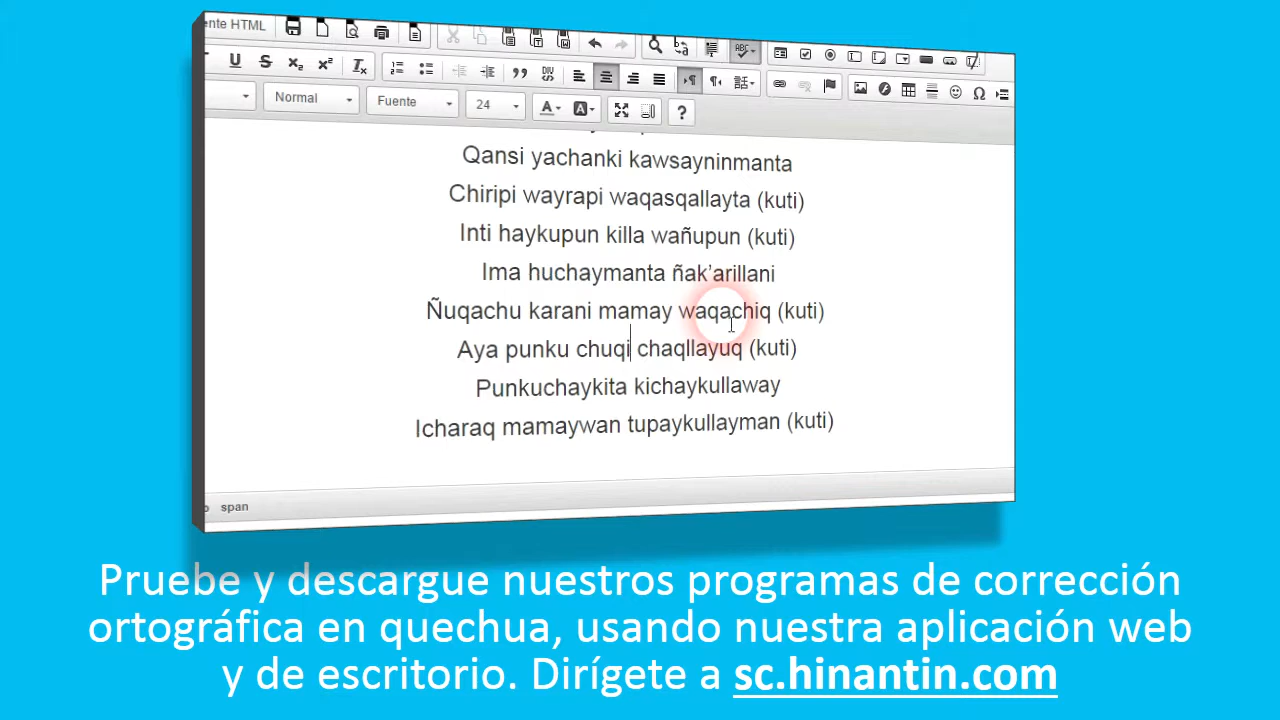 ente HTML
Normal Fuente 24
Qansi yachanki kawsayninmanta
Chiripi wayrapi waqasqallayta (kuti)
Inti haykupun killa wañupun (kuti)
Ima huchaymanta ñak'arillani
Ñuqachu karani mamay waqachiq (kuti)
Aya punku chuqi chaqllayuq (kuti)
Punkuchaykita kichaykullaway
Icharaq mamaywan tupaykullayman (kuti)
span
Pruebe y descargue nuestros programas de corrección
ortográfica en quechua, usando nuestra aplicación web
y de escritorio. Dirígete a sc.hinantin.com